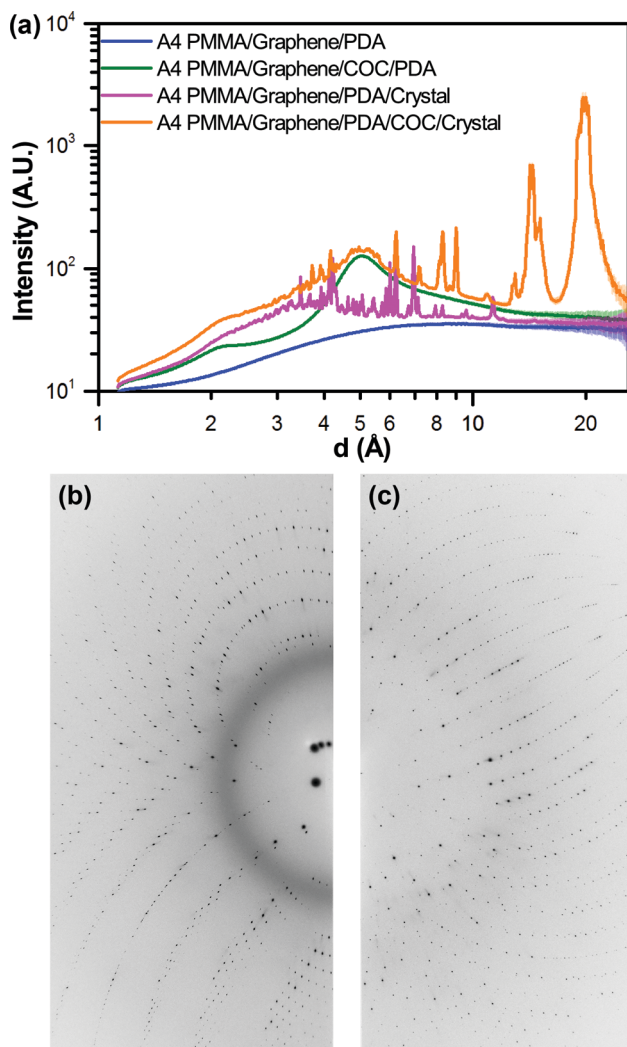 (a)
10⁴
A4 PMMA/Graphene/PDA
A4 PMMA/Graphene/COC/PDA
A4 PMMA/Graphene/PDA/Crystal
A4 PMMA/Graphene/PDA/COC/Crystal
10³
Intensity (A.U.)
10²
10¹
1 2 3 4 5 6 8 10 20
d (Å)
(b) (c)